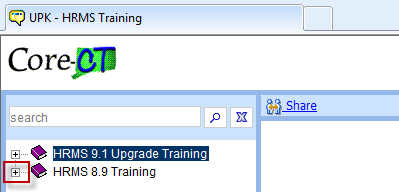 UPK - HRMS Training
Core-CT
search
Share
HRMS 9.1 Upgrade Training
HRMS 8.9 Training